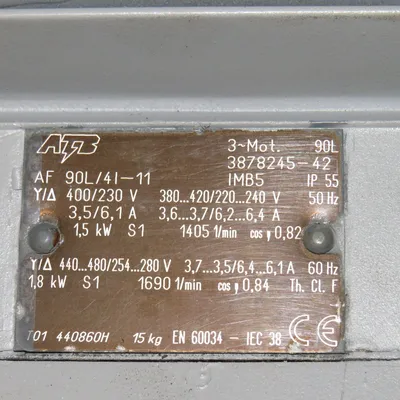 ATB 3~Mot. 90L
3878245-42
AF 90L/4I-11 IMB5 IP 55
Y/Δ 400/230 V 380...420/220...240 V 50 Hz
3,5/6,1 A 3,6...3,7/6,2...6,4 A
1,5 kW S1 1405 1/min cos φ 0,82
Y/Δ 440...480/254...280 V 3,7...3,5/6,4...6,1 A 60 Hz
1,8 kW S1 1690 1/min cos φ 0,84 Th. Cl. F
T01 440860H 15 kg EN 60034 - IEC 38 CE